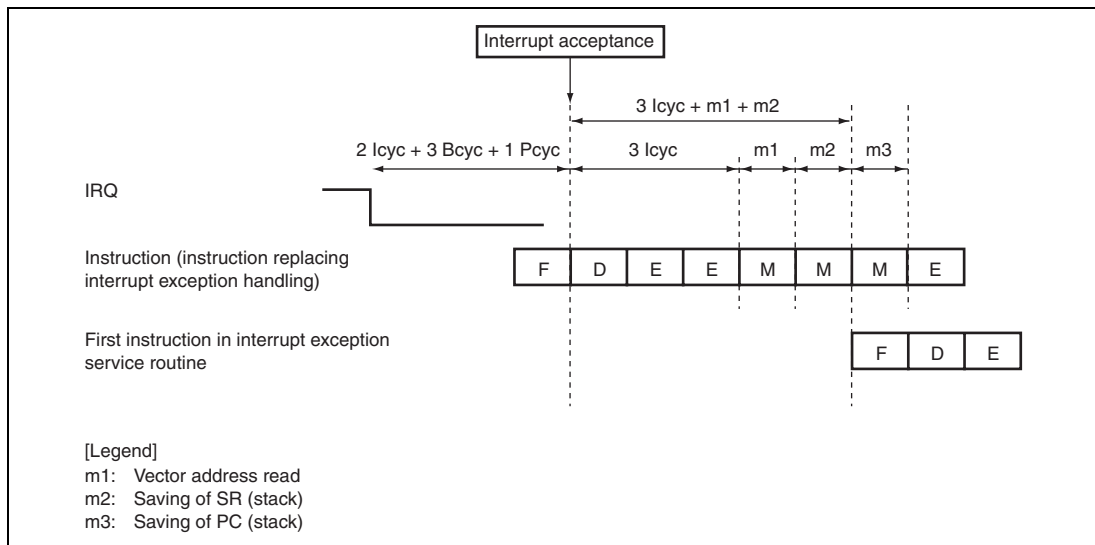 Interrupt acceptance
3 Icyc + m1 + m2
2 Icyc + 3 Bcyc + 1 Pcyc
3 Icyc
m1
m2
m3
IRQ
Instruction (instruction replacing
interrupt exception handling)
F D E E M M M E
First instruction in interrupt exception
service routine
F D E
[Legend]
m1: Vector address read
m2: Saving of SR (stack)
m3: Saving of PC (stack)